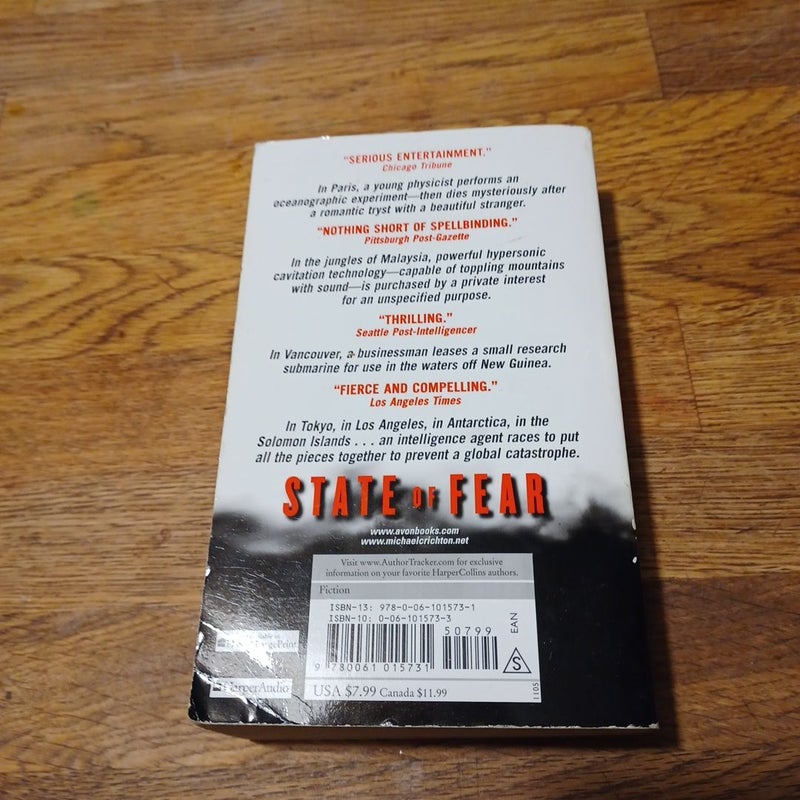 “SERIOUS ENTERTAINMENT.”
Chicago Tribune
In Paris, a young physicist performs an
oceanographic experiment—then dies mysteriously after
a romantic tryst with a beautiful stranger.
“NOTHING SHORT OF SPELLBINDING.”
Pittsburgh Post-Gazette
In the jungles of Malaysia, powerful hypersonic
cavitation technology—capable of toppling mountains
with sound—is purchased by a private interest
for an unspecified purpose.
“THRILLING.”
Seattle Post-Intelligencer
In Vancouver, a businessman leases a small research
submarine for use in the waters off New Guinea.
“FIERCE AND COMPELLING.”
Los Angeles Times
In Tokyo, in Los Angeles, in Antarctica, in the
Solomon Islands . . . an intelligence agent races to put
all the pieces together to prevent a global catastrophe.
STATE OF FEAR
www.avonbooks.com
www.michaelcrichton.net
Visit www.AuthorTracker.com for exclusive
information on your favorite HarperCollins authors.
Fiction
ISBN-13: 978-0-06-101573-1
ISBN-10: 0-06-101573-3
50799
EAN
9 780061 015731
S
USA $7.99 Canada $11.99
1105
Print
HarperAudio